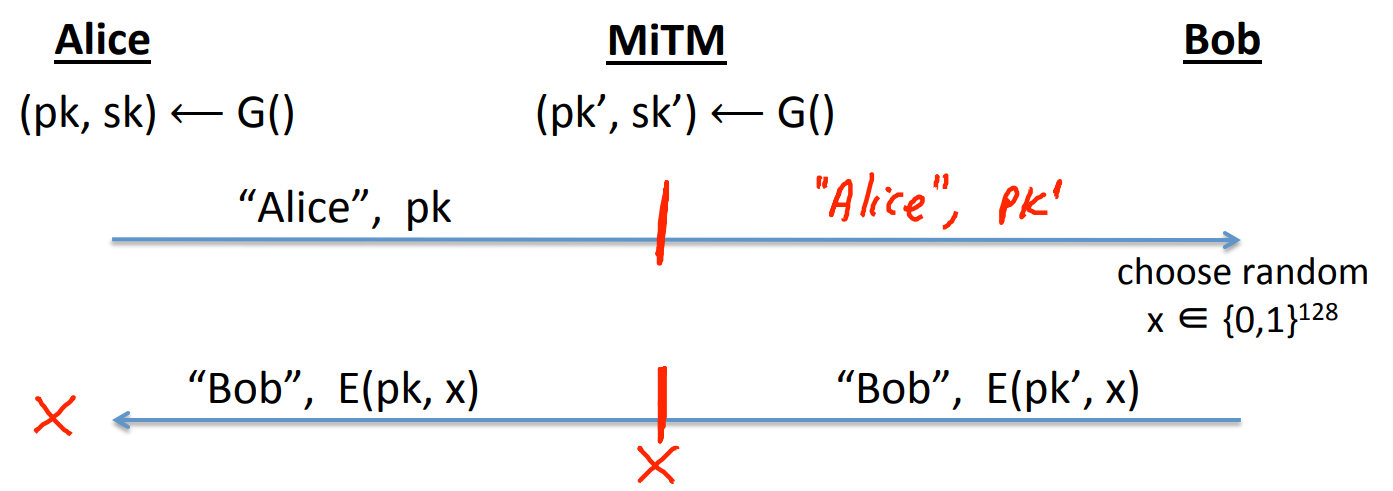 Alice MiTM Bob
(pk, sk) ⟵ G() (pk’, sk’) ⟵ G()
“Alice”, pk "Alice", pk'
choose random
x ∈ {0,1}¹²⁸
“Bob”, E(pk, x) “Bob”, E(pk’, x)
x
x